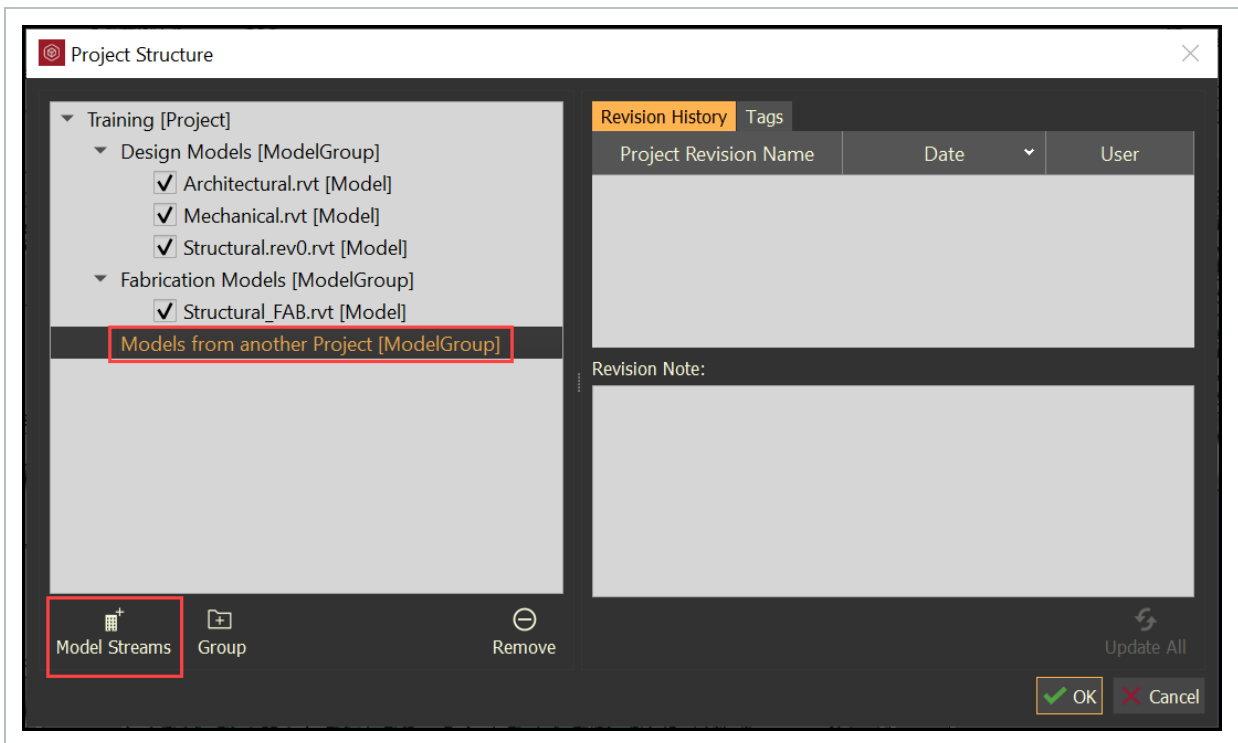 Project Structure
Training [Project]
Design Models [ModelGroup]
Architectural.rvt [Model]
Mechanical.rvt [Model]
Structural.rev0.rvt [Model]
Fabrication Models [ModelGroup]
Structural_FAB.rvt [Model]
Models from another Project [ModelGroup]
Model Streams Group Remove
Revision History Tags
Project Revision Name Date User
Revision Note:
Update All
OK Cancel